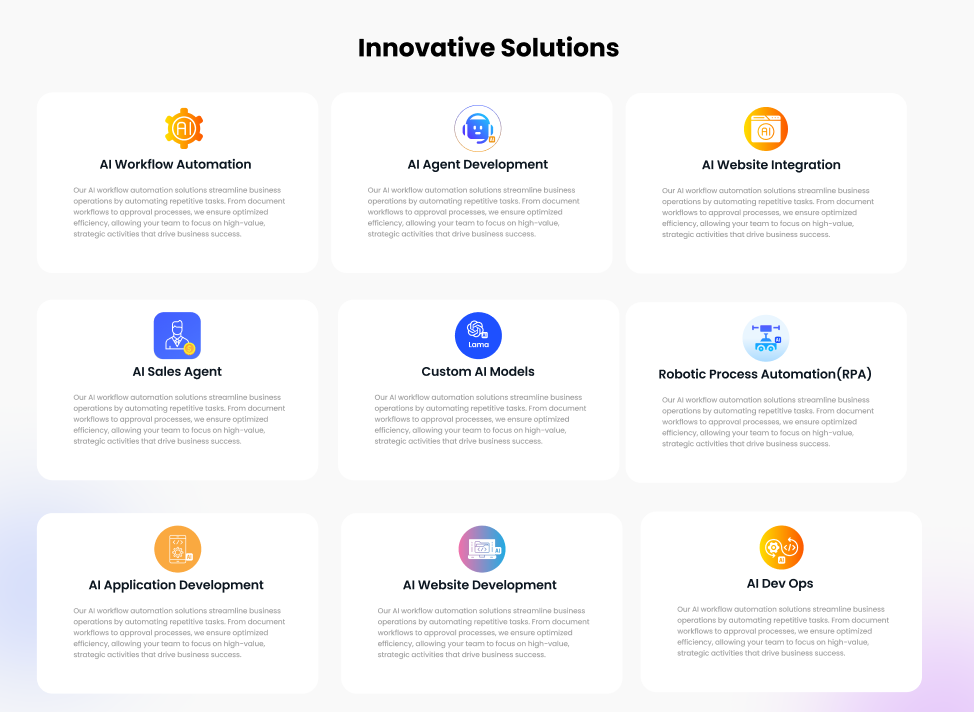 Innovative Solutions
AI
AI Workflow Automation
Our AI workflow automation solutions streamline business
operations by automating repetitive tasks. From document
workflows to approval processes, we ensure optimized
efficiency, allowing your team to focus on high-value,
strategic activities that drive business success.
AI
AI Agent Development
Our AI workflow automation solutions streamline business
operations by automating repetitive tasks. From document
workflows to approval processes, we ensure optimized
efficiency, allowing your team to focus on high-value,
strategic activities that drive business success.
AI
AI Website Integration
Our AI workflow automation solutions streamline business
operations by automating repetitive tasks. From document
workflows to approval processes, we ensure optimized
efficiency, allowing your team to focus on high-value,
strategic activities that drive business success.
AI Sales Agent
Our AI workflow automation solutions streamline business
operations by automating repetitive tasks. From document
workflows to approval processes, we ensure optimized
efficiency, allowing your team to focus on high-value,
strategic activities that drive business success.
AI
Lama
Custom AI Models
Our AI workflow automation solutions streamline business
operations by automating repetitive tasks. From document
workflows to approval processes, we ensure optimized
efficiency, allowing your team to focus on high-value,
strategic activities that drive business success.
AI
Robotic Process Automation(RPA)
Our AI workflow automation solutions streamline business
operations by automating repetitive tasks. From document
workflows to approval processes, we ensure optimized
efficiency, allowing your team to focus on high-value,
strategic activities that drive business success.
AI
AI Application Development
Our AI workflow automation solutions streamline business
operations by automating repetitive tasks. From document
workflows to approval processes, we ensure optimized
efficiency, allowing your team to focus on high-value,
strategic activities that drive business success.
AI
AI Website Development
Our AI workflow automation solutions streamline business
operations by automating repetitive tasks. From document
workflows to approval processes, we ensure optimized
efficiency, allowing your team to focus on high-value,
strategic activities that drive business success.
AI
AI Dev Ops
Our AI workflow automation solutions streamline business
operations by automating repetitive tasks. From document
workflows to approval processes, we ensure optimized
efficiency, allowing your team to focus on high-value,
strategic activities that drive business success.